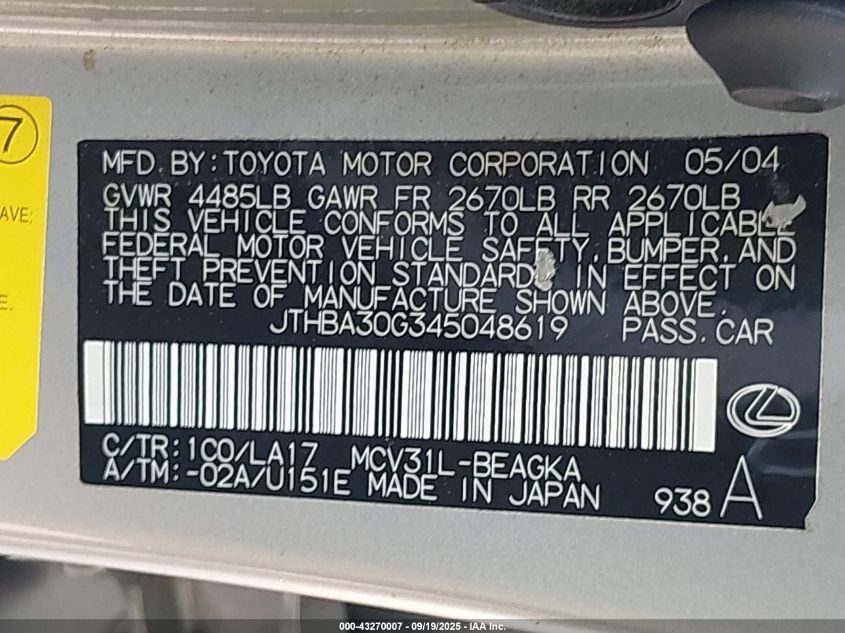 7
AVE;
E.
MFD. BY: TOYOTA MOTOR CORPORATION 05/04
GVWR 4485LB GAWR FR 2670LB RR 2670LB
THIS VEHICLE CONFORMS TO ALL APPLICABLE
FEDERAL MOTOR VEHICLE SAFETY, BUMPER, AND
THEFT PREVENTION STANDARDS IN EFFECT ON
THE DATE OF MANUFACTURE SHOWN ABOVE.
JTHBA30G345048619 PASS. CAR
C/TR: 1C0/LA17 MCV31L-BEAGKA
A/TM: -02A/U151E MADE IN JAPAN 938 A
000-43270007 - 09/19/2025 - IAA Inc.